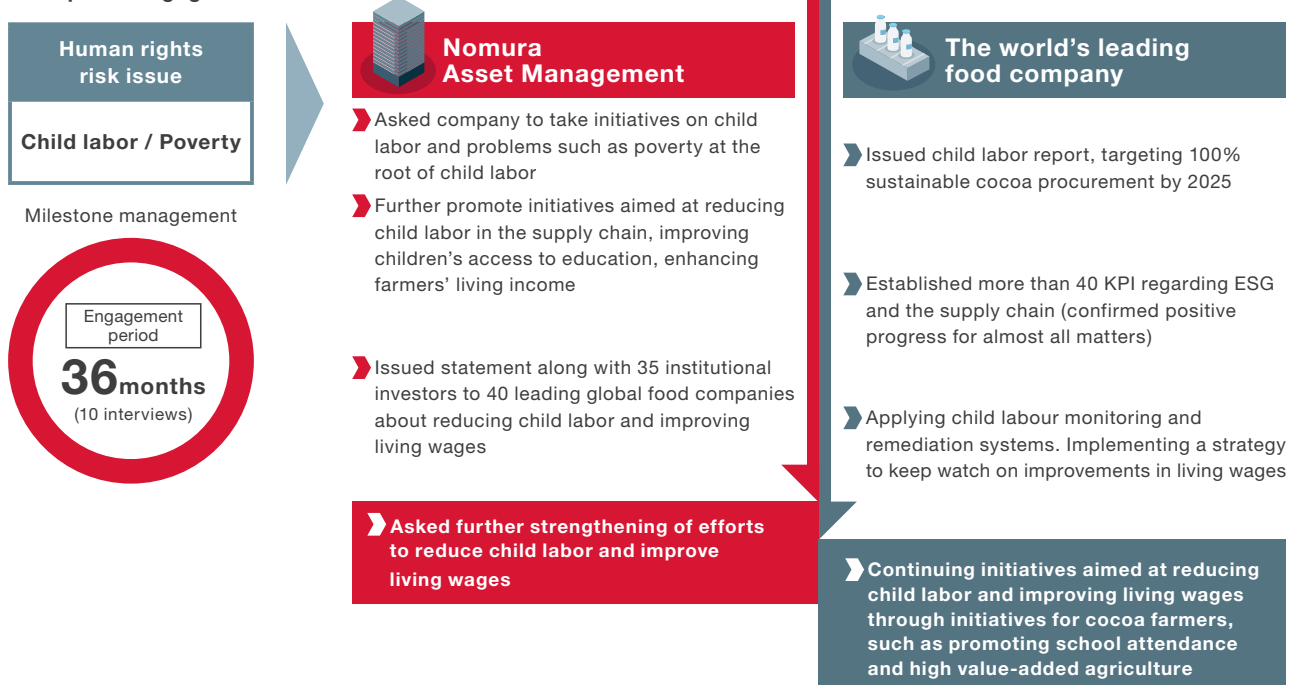 Human rights
risk issue
Child labor / Poverty
Milestone management
Engagement
period
36months
(10 interviews)
Nomura
Asset Management
Asked company to take initiatives on child
labor and problems such as poverty at the
root of child labor
Further promote initiatives aimed at reducing
child labor in the supply chain, improving
children's access to education, enhancing
farmers' living income
Issued statement along with 35 institutional
investors to 40 leading global food companies
about reducing child labor and improving
living wages
Asked further strengthening of efforts
to reduce child labor and improve
living wages
The world's leading
food company
Issued child labor report, targeting 100%
sustainable cocoa procurement by 2025
Established more than 40 KPI regarding ESG
and the supply chain (confirmed positive
progress for almost all matters)
Applying child labour monitoring and
remediation systems. Implementing a strategy
to keep watch on improvements in living wages
Continuing initiatives aimed at reducing
child labor and improving living wages
through initiatives for cocoa farmers,
such as promoting school attendance
and high value-added agriculture